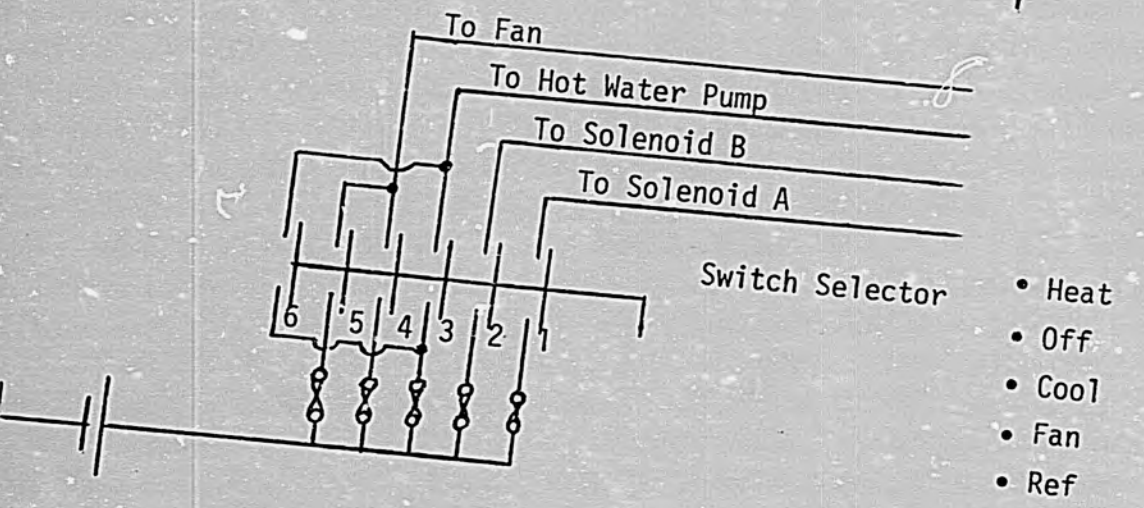 To Fan
To Hot Water Pump
To Solenoid B
To Solenoid A
Switch Selector
• Heat
• Off
• Cool
• Fan
• Ref
6 5 4 3 2 1